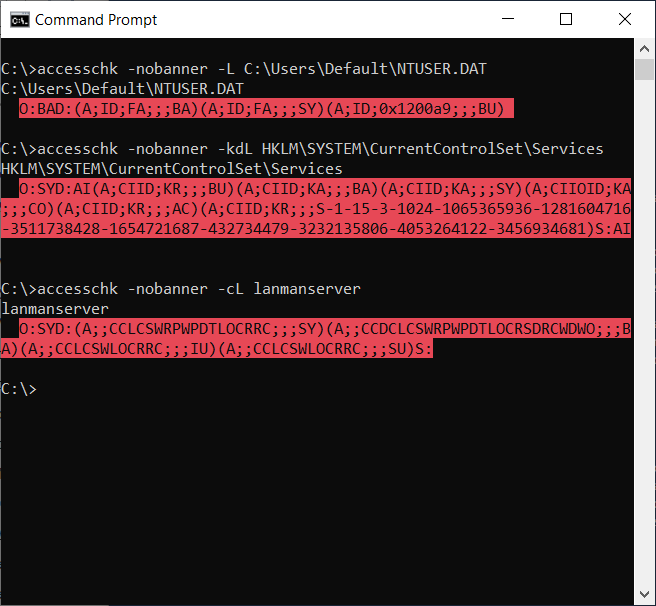 Command Prompt
C:\>accesschk -nobanner -L C:\Users\Default\NTUSER.DAT
C:\Users\Default\NTUSER.DAT
O:BAD:(A;ID;FA;;;BA)(A;ID;FA;;;SY)(A;ID;0x1200a9;;;BU)
C:\>accesschk -nobanner -kdL HKLM\SYSTEM\CurrentControlSet\Services
HKLM\SYSTEM\CurrentControlSet\Services
O:SYD:AI(A;CIID;KR;;;BU)(A;CIID;KA;;;BA)(A;CIID;KA;;;SY)(A;CIIOID;KA
;;;CO)(A;CIID;KR;;;AC)(A;CIID;KR;;;S-1-15-3-1024-1065365936-1281604716
-3511738428-1654721687-432734479-3232135806-4053264122-3456934681)S:AI
C:\>accesschk -nobanner -cL lanmanserver
lanmanserver
O:SYD:(A;;CCLCSWRPWPDTLOCRRC;;;SY)(A;;CCDCLCSWRPWPDTLOCRSDRCWDWO;;;B
A)(A;;CCLCSWLOCRRC;;;IU)(A;;CCLCSWLOCRRC;;;SU)S:
C:\>